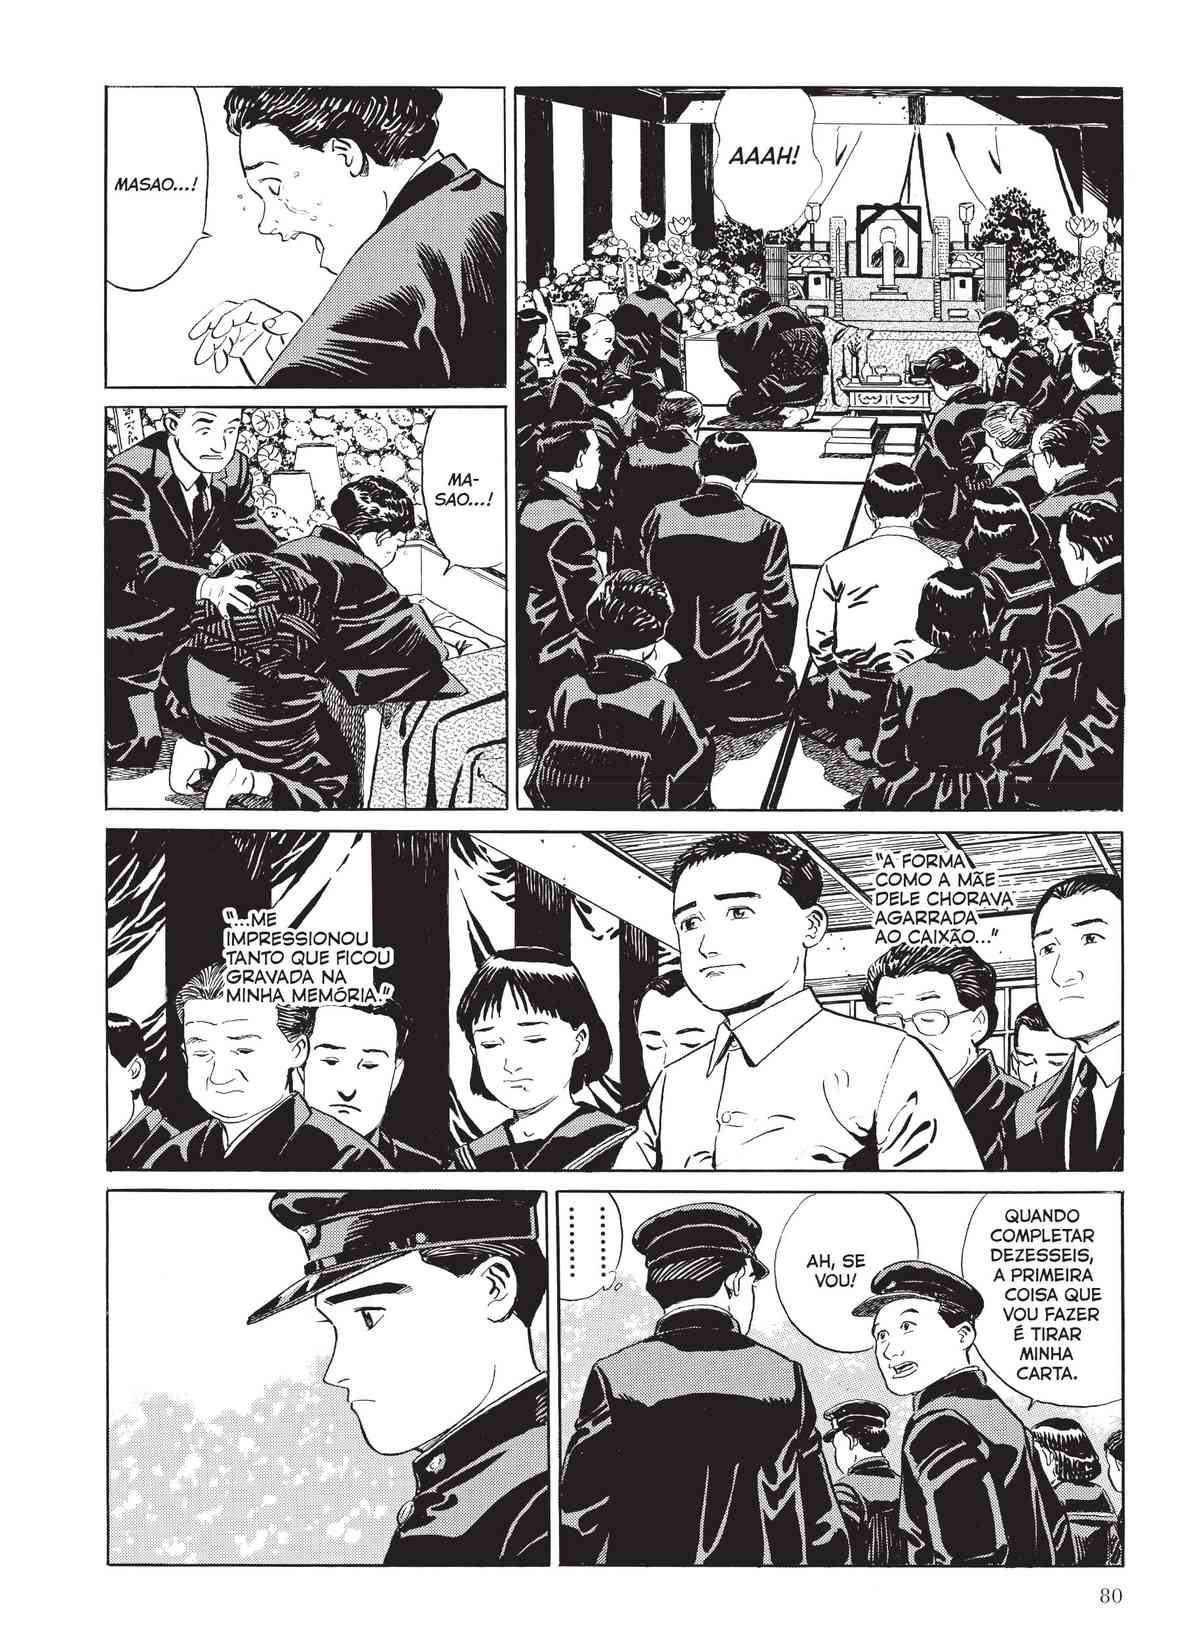 AAAH!
MASAO...!
MA-
SAO...!
"A FORMA
COMO A MÃE
DELE CHORAVA
AGARRADA
AO CAIXÃO..."
"...ME
IMPRESSIONOU
TANTO QUE FICOU
GRAVADA NA
MINHA MEMÓRIA."
QUANDO
COMPLETAR
DEZESSEIS,
A PRIMEIRA
COISA QUE
VOU FAZER
É TIRAR
MINHA
CARTA.
AH, SE
VOU!
80